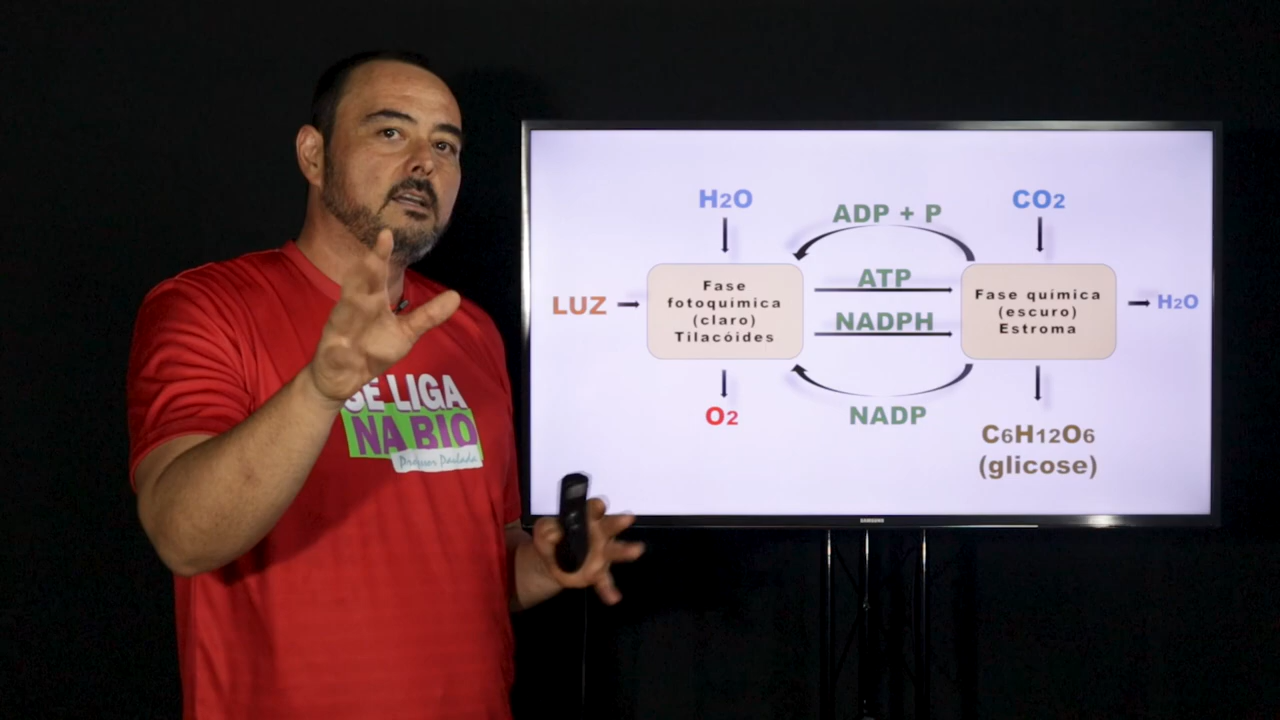 SE LIGA
NA BIO
Professor Paulada
H2O
ADP + P
CO2
LUZ
Fase
fotoquímica
(claro)
Tilacóides
ATP
NADPH
Fase química
(escuro)
Estroma
H2O
O2
NADP
C6H12O6
(glicose)
SAMSUNG